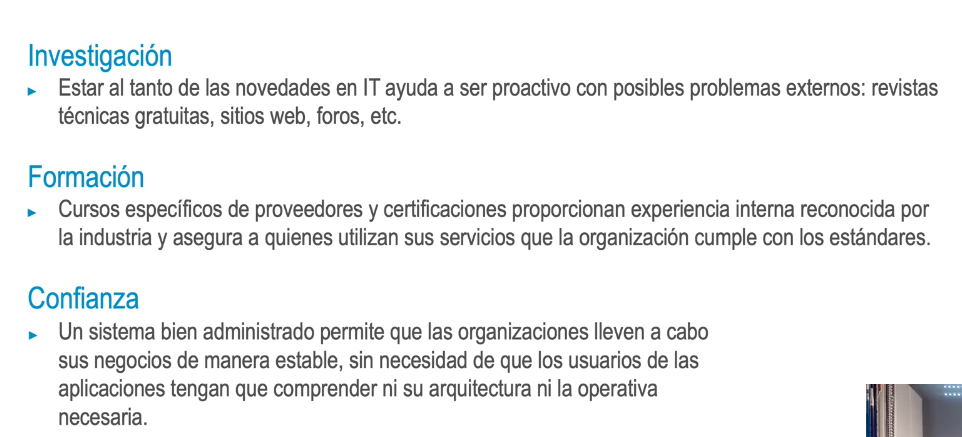 Investigación
► Estar al tanto de las novedades en IT ayuda a ser proactivo con posibles problemas externos: revistas
técnicas gratuitas, sitios web, foros, etc.
Formación
► Cursos específicos de proveedores y certificaciones proporcionan experiencia interna reconocida por
la industria y asegura a quienes utilizan sus servicios que la organización cumple con los estándares.
Confianza
► Un sistema bien administrado permite que las organizaciones lleven a cabo
sus negocios de manera estable, sin necesidad de que los usuarios de las
aplicaciones tengan que comprender ni su arquitectura ni la operativa
necesaria.